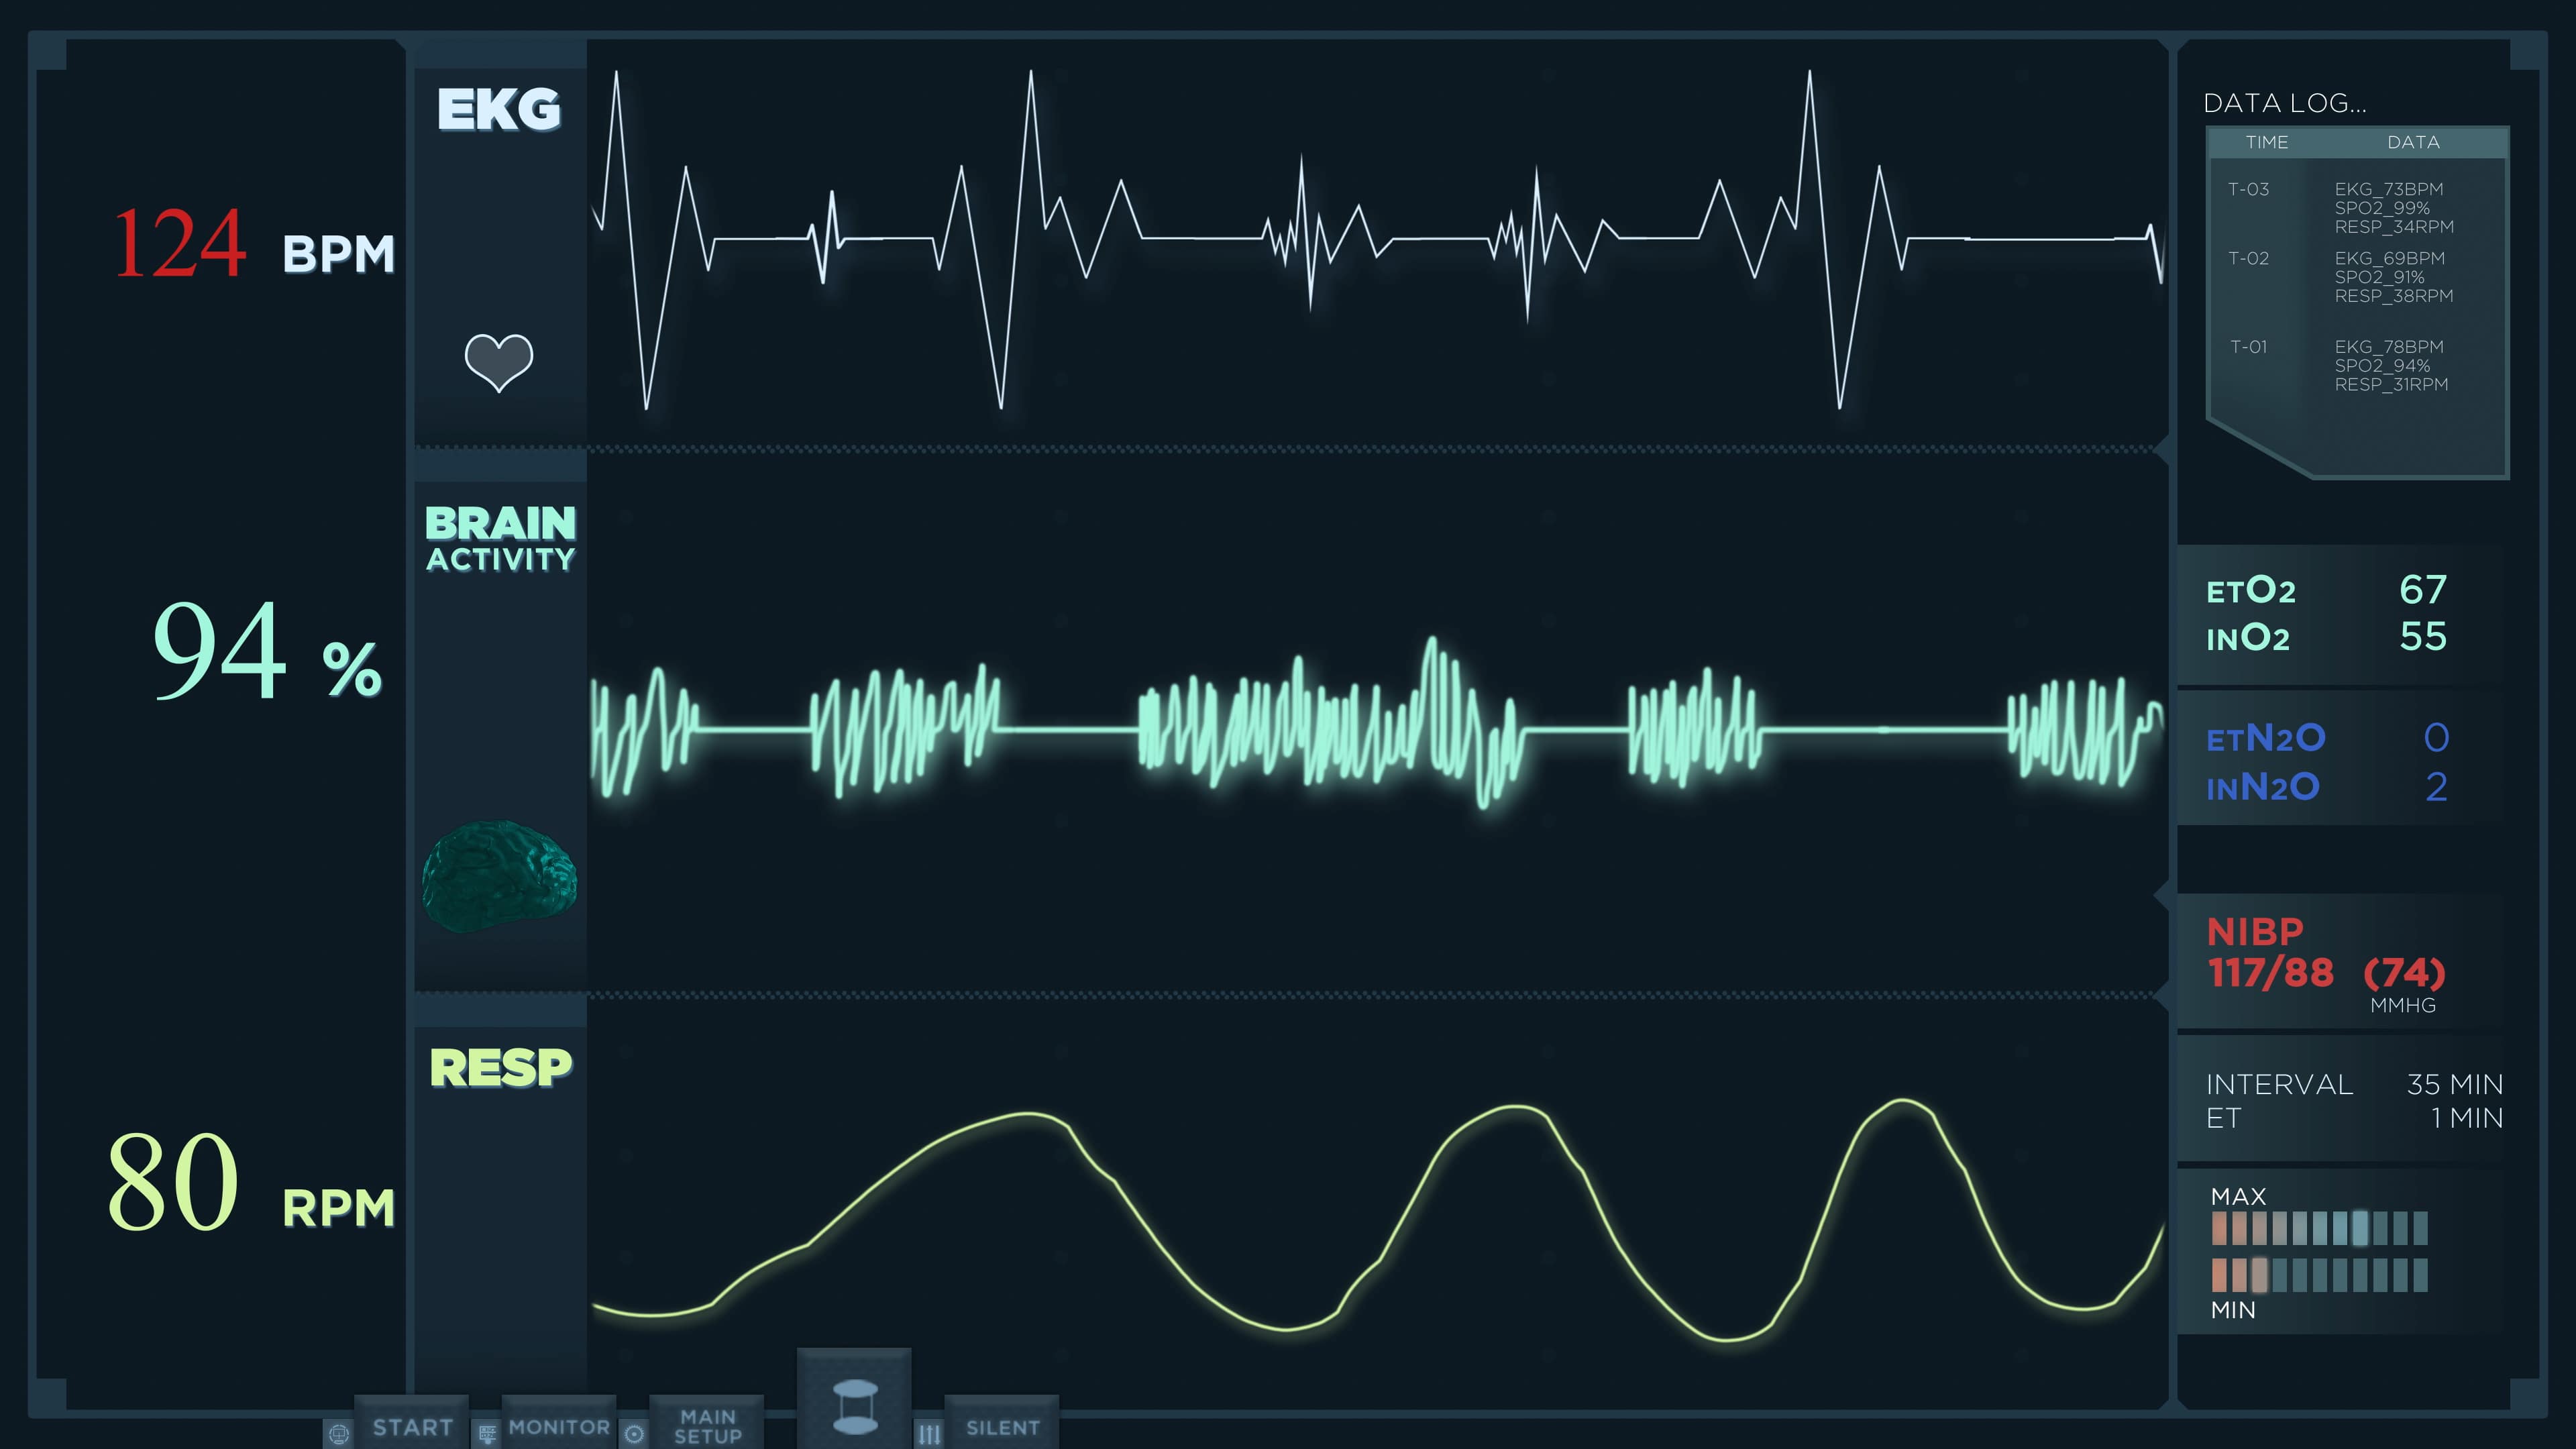 124 BPM
EKG
94 %
BRAIN
ACTIVITY
80 RPM
RESP
DATA LOG...
TIME DATA
T-03 EKG_73BPM
SPO2_99%
RESP_34RPM
T-02 EKG_69BPM
SPO2_91%
RESP_38RPM
T-01 EKG_78BPM
SPO2_94%
RESP_31RPM
ETO2 67
INO2 55
ETN2O 0
INN2O 2
NIBP
117/88 (74)
MMHG
INTERVAL 35 MIN
ET 1 MIN
MAX
MIN
START
MONITOR
MAIN
SETUP
SILENT